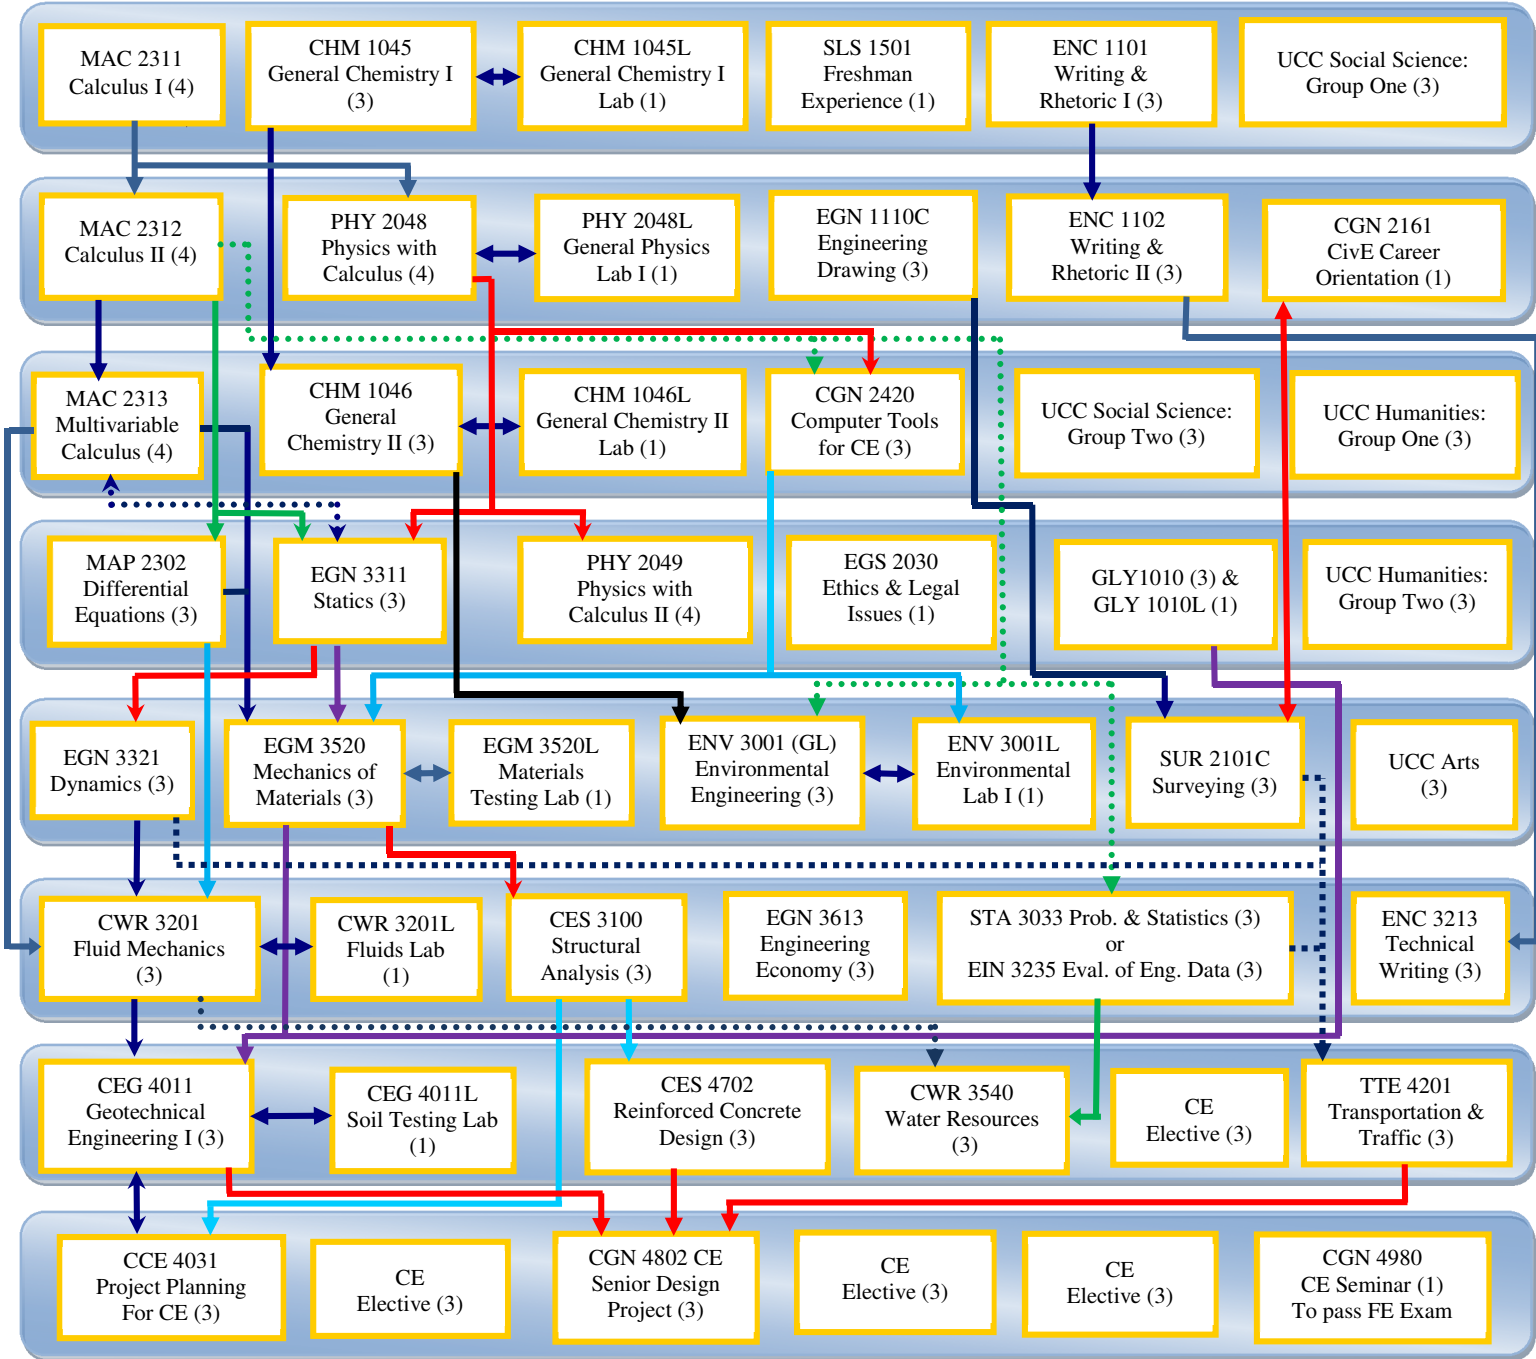 MAC 2311
Calculus I (4)
CHM 1045
General Chemistry I
(3)
CHM 1045L
General Chemistry I
Lab (1)
SLS 1501
Freshman
Experience (1)
ENC 1101
Writing &
Rhetoric I (3)
UCC Social Science:
Group One (3)
MAC 2312
Calculus II (4)
PHY 2048
Physics with
Calculus (4)
PHY 2048L
General Physics
Lab I (1)
EGN 1110C
Engineering
Drawing (3)
ENC 1102
Writing &
Rhetoric II (3)
CGN 2161
CivE Career
Orientation (1)
MAC 2313
Multivariable
Calculus (4)
CHM 1046
General
Chemistry II (3)
CHM 1046L
General Chemistry II
Lab (1)
CGN 2420
Computer Tools
for CE (3)
UCC Social Science:
Group Two (3)
UCC Humanities:
Group One (3)
MAP 2302
Differential
Equations (3)
EGN 3311
Statics (3)
PHY 2049
Physics with
Calculus II (4)
EGS 2030
Ethics & Legal
Issues (1)
GLY1010 (3) &
GLY 1010L (1)
UCC Humanities:
Group Two (3)
EGN 3321
Dynamics (3)
EGM 3520
Mechanics of
Materials (3)
EGM 3520L
Materials
Testing Lab (1)
ENV 3001 (GL)
Environmental
Engineering (3)
ENV 3001L
Environmental
Lab I (1)
SUR 2101C
Surveying (3)
UCC Arts
(3)
CWR 3201
Fluid Mechanics
(3)
CWR 3201L
Fluids Lab
(1)
CES 3100
Structural
Analysis (3)
EGN 3613
Engineering
Economy (3)
STA 3033 Prob. & Statistics (3)
or
EIN 3235 Eval. of Eng. Data (3)
ENC 3213
Technical
Writing (3)
CEG 4011
Geotechnical
Engineering I (3)
CEG 4011L
Soil Testing Lab
(1)
CES 4702
Reinforced Concrete
Design (3)
CWR 3540
Water Resources
(3)
CE
Elective (3)
TTE 4201
Transportation &
Traffic (3)
CCE 4031
Project Planning
For CE (3)
CE
Elective (3)
CGN 4802 CE
Senior Design
Project (3)
CE
Elective (3)
CE
Elective (3)
CGN 4980
CE Seminar (1)
To pass FE Exam